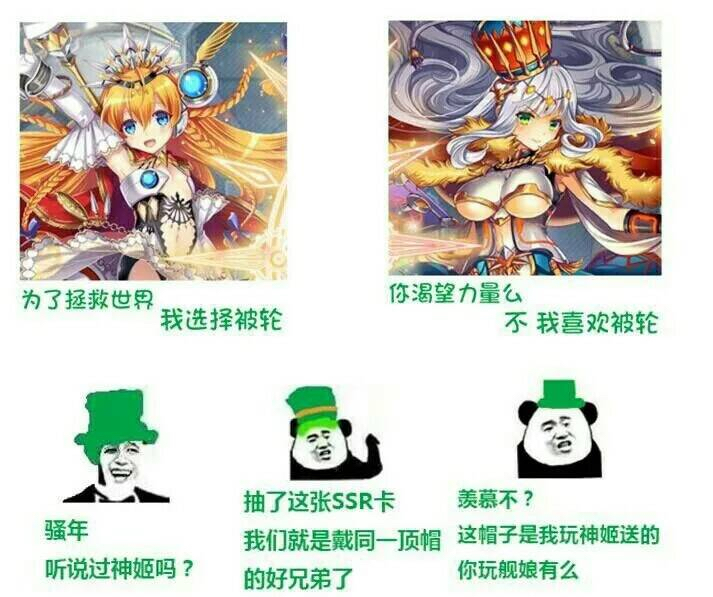 为了拯救世界
我选择被轮
你渴望力量么
不 我喜欢被轮
骚年
听说过神姬吗？
抽了这张SSR卡
我们就是戴同一顶帽
的好兄弟了
羡慕不？
这帽子是我玩神姬送的
你玩舰娘有么